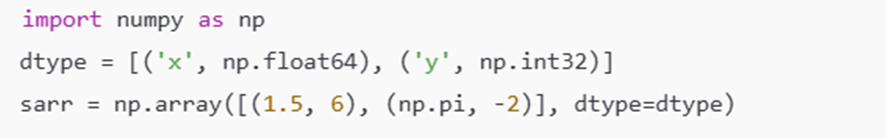 import numpy as np
dtype = [('x', np.float64), ('y', np.int32)]
sarr = np.array([(1.5, 6), (np.pi, -2)], dtype=dtype)